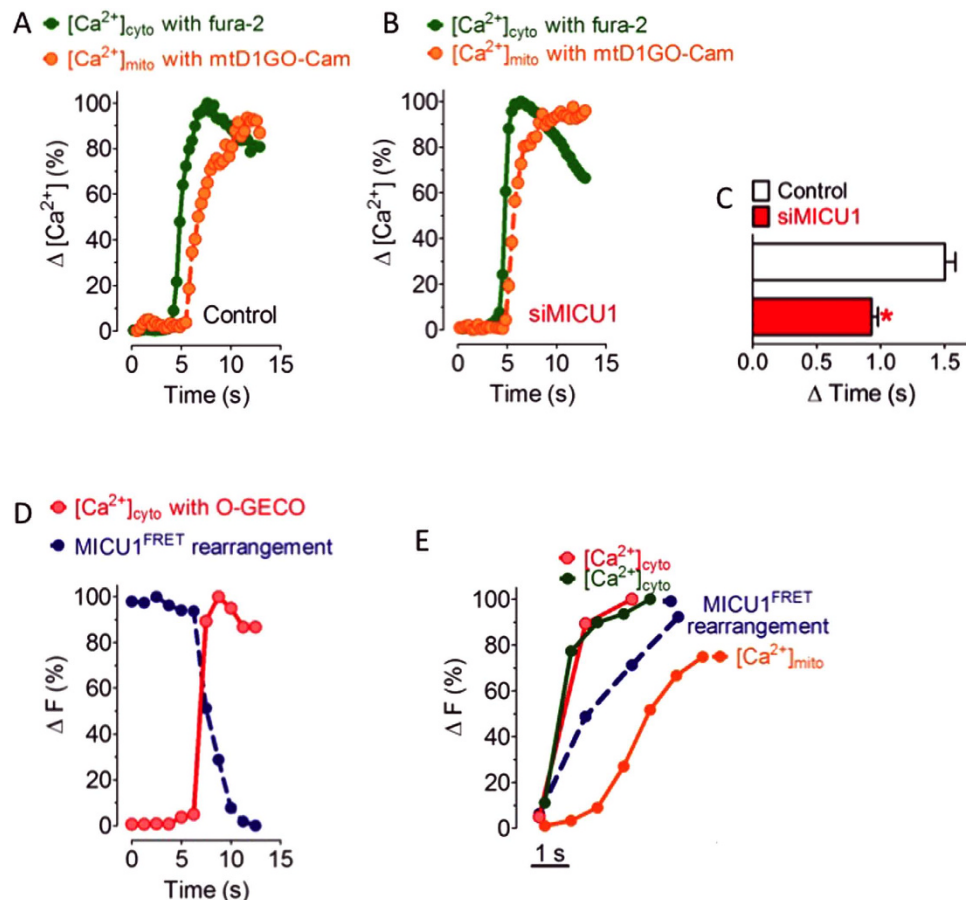 A
[Ca²⁺]cyto with fura-2
[Ca²⁺]mito with mtD1GO-Cam
Δ [Ca²⁺] (%)
100
80
60
40
20
0
Control
0 5 10 15
Time (s)
B
[Ca²⁺]cyto with fura-2
[Ca²⁺]mito with mtD1GO-Cam
Δ [Ca²⁺] (%)
100
80
60
40
20
0
siMICU1
0 5 10 15
Time (s)
C
Control
siMICU1
*
0.0 0.5 1.0 1.5
Δ Time (s)
D
[Ca²⁺]cyto with O-GECO
MICU1FRET rearrangement
Δ F (%)
100
80
60
40
20
0
0 5 10 15
Time (s)
E
[Ca²⁺]cyto
[Ca²⁺]cyto
MICU1FRET
rearrangement
[Ca²⁺]mito
Δ F (%)
100
80
60
40
20
0
1 s